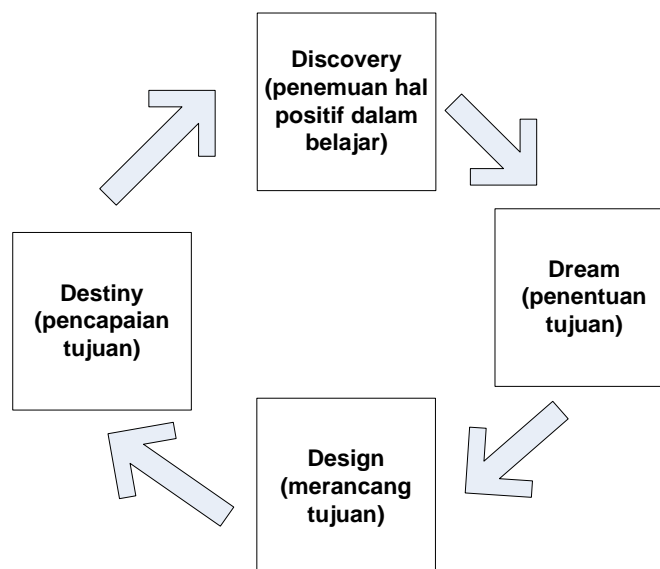 Discovery
(penemuan hal
positif dalam
belajar)
Dream
(penentuan
tujuan)
Design
(merancang
tujuan)
Destiny
(pencapaian
tujuan)